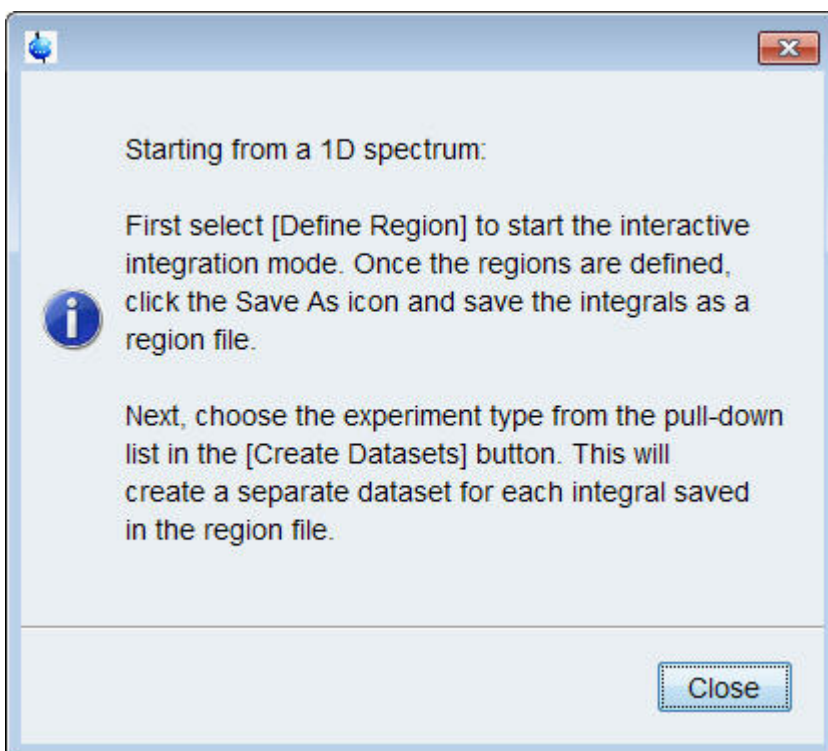 Starting from a 1D spectrum:
First select [Define Region] to start the interactive
integration mode. Once the regions are defined,
click the Save As icon and save the integrals as a
region file.
Next, choose the experiment type from the pull-down
list in the [Create Datasets] button. This will
create a separate dataset for each integral saved
in the region file.
Close